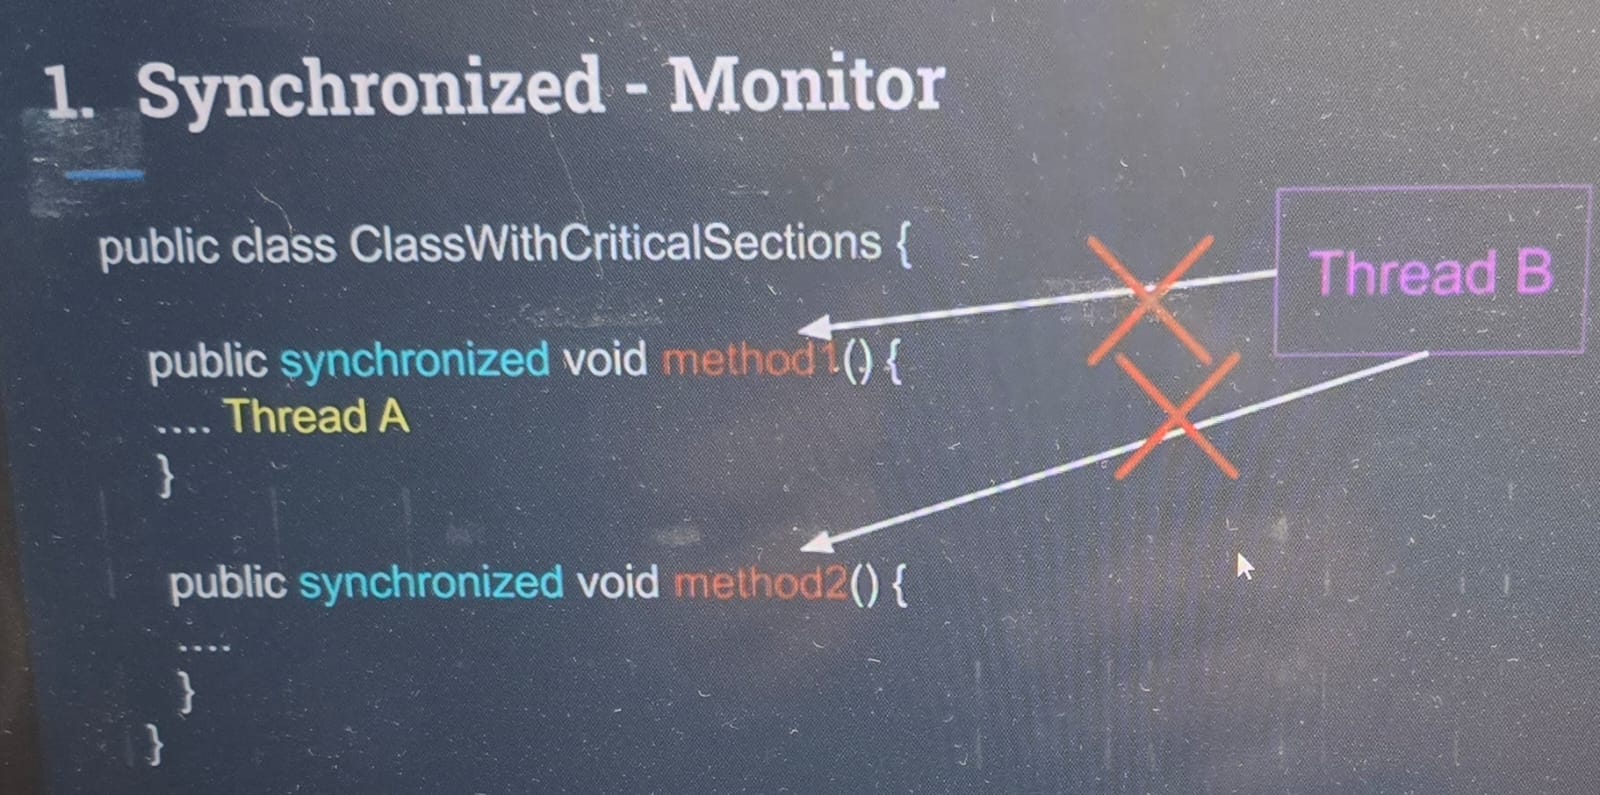 1. Synchronized - Monitor
public class ClassWithCriticalSections {
Thread B
public synchronized void method1() {
.... Thread A
}
public synchronized void method2() {
....
}
}